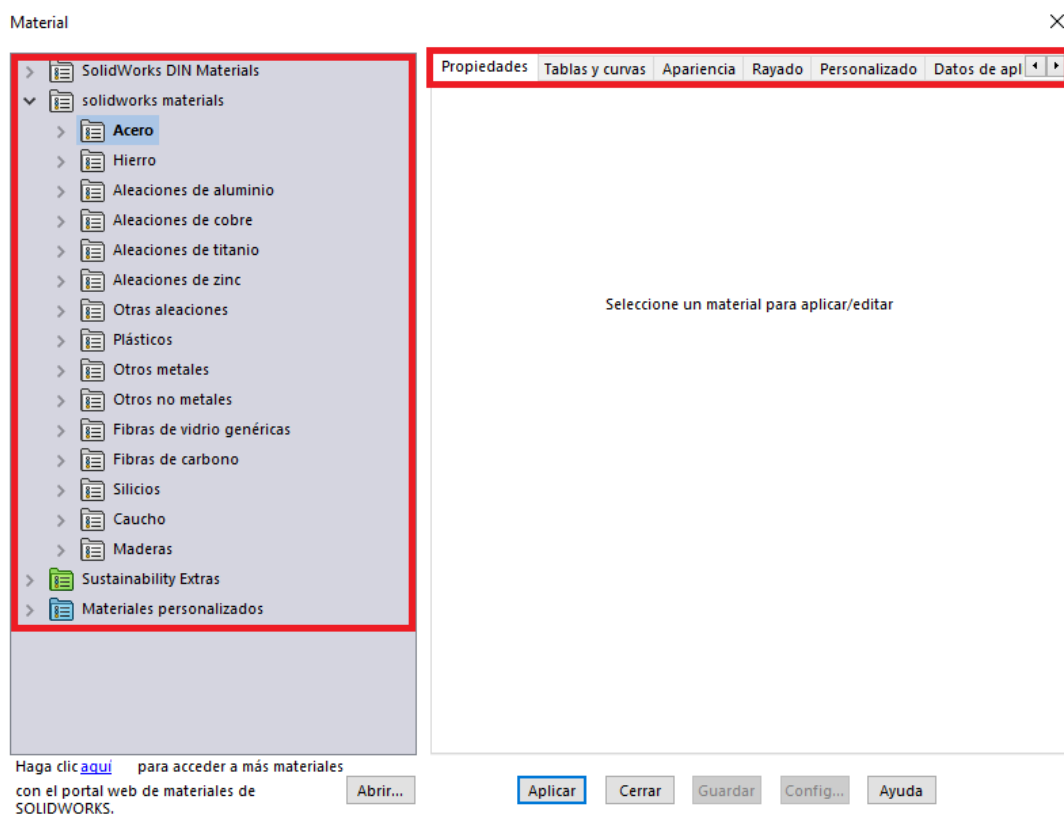 Material
SolidWorks DIN Materials
solidworks materials
Acero
Hierro
Aleaciones de aluminio
Aleaciones de cobre
Aleaciones de titanio
Aleaciones de zinc
Otras aleaciones
Plásticos
Otros metales
Otros no metales
Fibras de vidrio genéricas
Fibras de carbono
Silicios
Caucho
Maderas
Sustainability Extras
Materiales personalizados
Propiedades Tablas y curvas Apariencia Rayado Personalizado Datos de apl
Seleccione un material para aplicar/editar
Haga clic aquí para acceder a más materiales
con el portal web de materiales de
SOLIDWORKS.
Abrir... Aplicar Cerrar Guardar Config... Ayuda